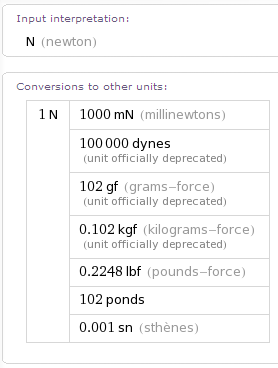 Input interpretation:
N (newton)
Conversions to other units:
1 N
1000 mN (millinewtons)
100 000 dynes
(unit officially deprecated)
102 gf (grams-force)
(unit officially deprecated)
0.102 kgf (kilograms-force)
(unit officially deprecated)
0.2248 lbf (pounds-force)
102 ponds
0.001 sn (sthènes)